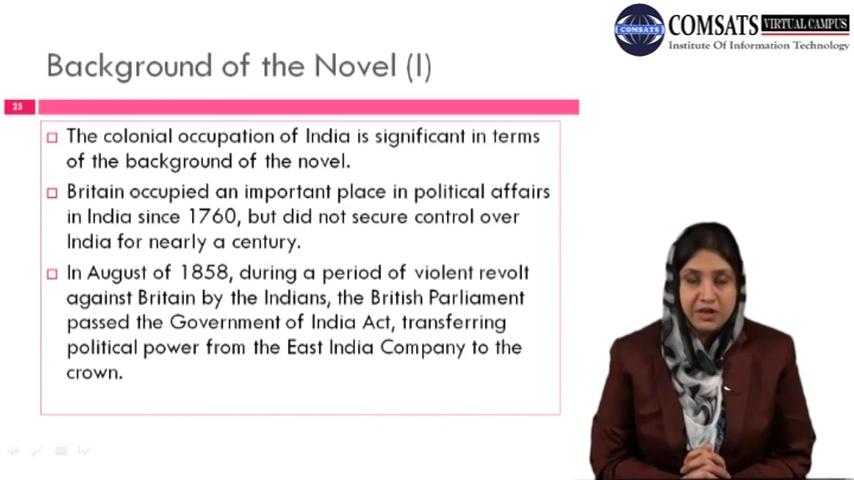 COMSATS
COMSATS VIRTUAL CAMPUS
Institute Of Information Technology
Background of the Novel (I)
25
The colonial occupation of India is significant in terms
of the background of the novel.
Britain occupied an important place in political affairs
in India since 1760, but did not secure control over
India for nearly a century.
In August of 1858, during a period of violent revolt
against Britain by the Indians, the British Parliament
passed the Government of India Act, transferring
political power from the East India Company to the
crown.